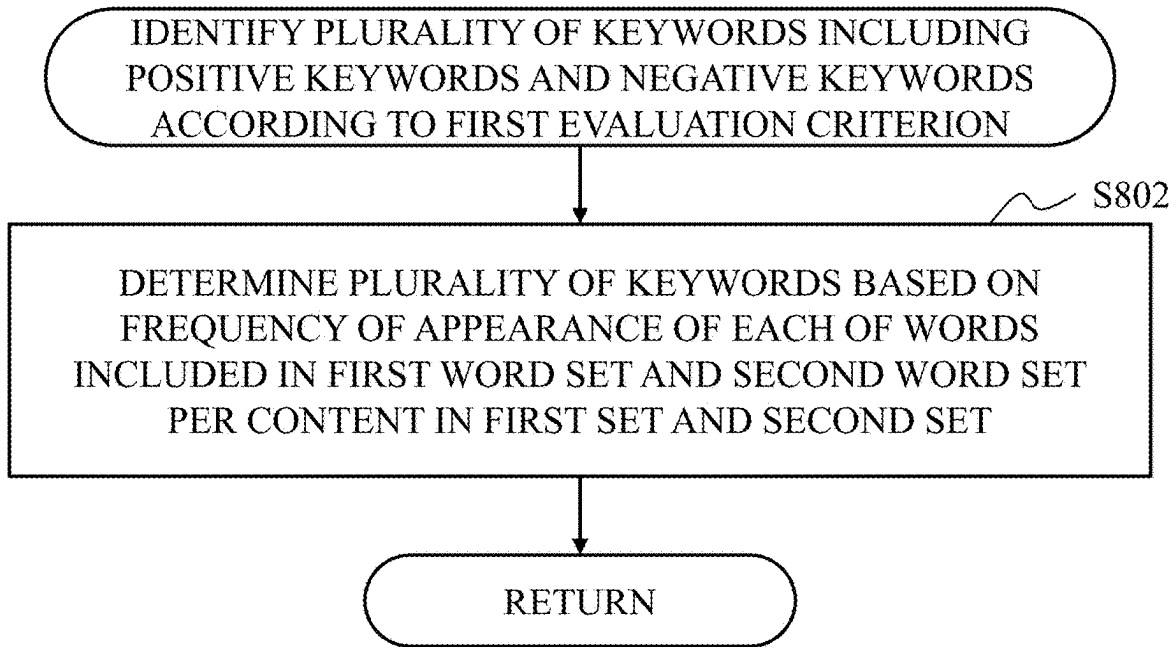 IDENTIFY PLURALITY OF KEYWORDS INCLUDING
POSITIVE KEYWORDS AND NEGATIVE KEYWORDS
ACCORDING TO FIRST EVALUATION CRITERION
S802
DETERMINE PLURALITY OF KEYWORDS BASED ON
FREQUENCY OF APPEARANCE OF EACH OF WORDS
INCLUDED IN FIRST WORD SET AND SECOND WORD SET
PER CONTENT IN FIRST SET AND SECOND SET
RETURN